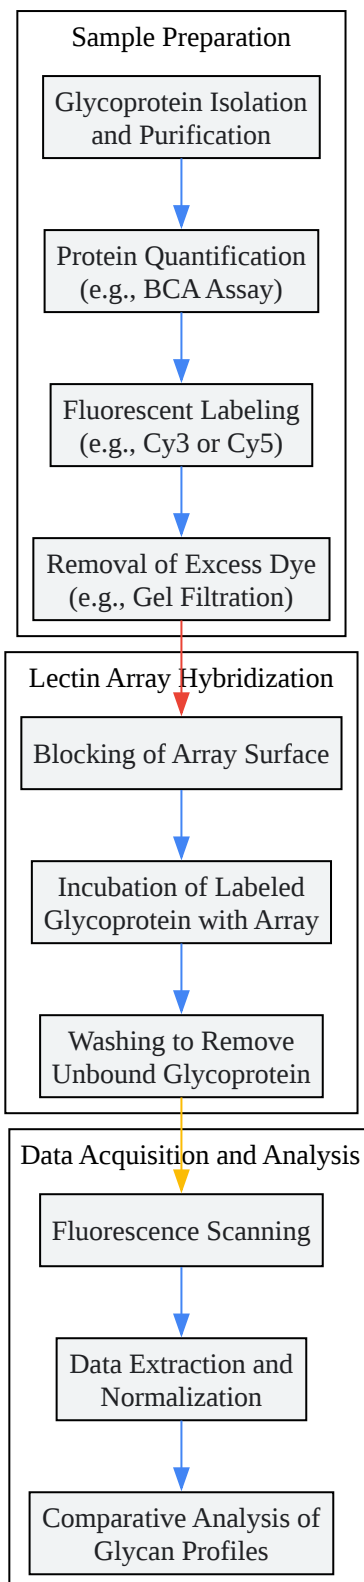 Sample Preparation
Glycoprotein Isolation
and Purification
Protein Quantification
(e.g., BCA Assay)
Fluorescent Labeling
(e.g., Cy3 or Cy5)
Removal of Excess Dye
(e.g., Gel Filtration)
Lectin Array Hybridization
Blocking of Array Surface
Incubation of Labeled
Glycoprotein with Array
Washing to Remove
Unbound Glycoprotein
Data Acquisition and Analysis
Fluorescence Scanning
Data Extraction and
Normalization
Comparative Analysis of
Glycan Profiles